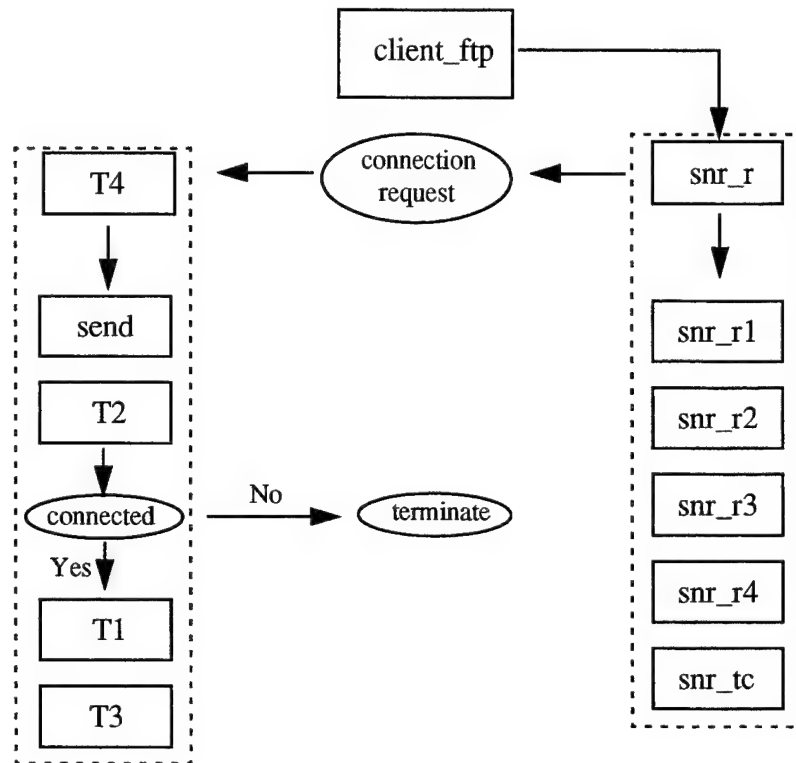 client_ftp
T4
connection
request
snr_r
send
snr_r1
T2
snr_r2
connected
No
terminate
snr_r3
Yes
T1
snr_r4
T3
snr_tc